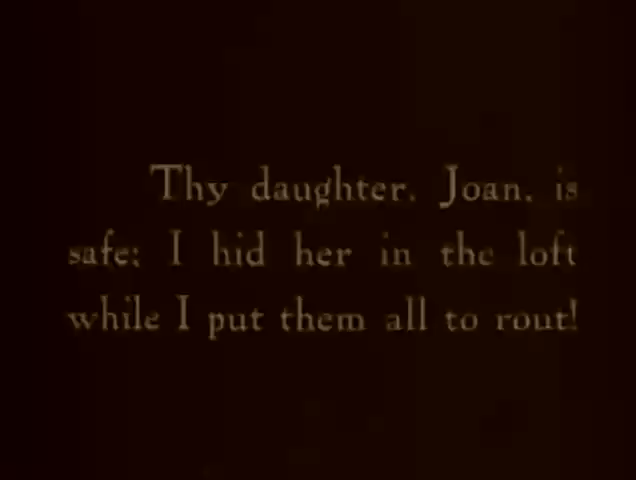 Thy daughter, Joan, is
safe; I hid her in the loft
while I put them all to rout!